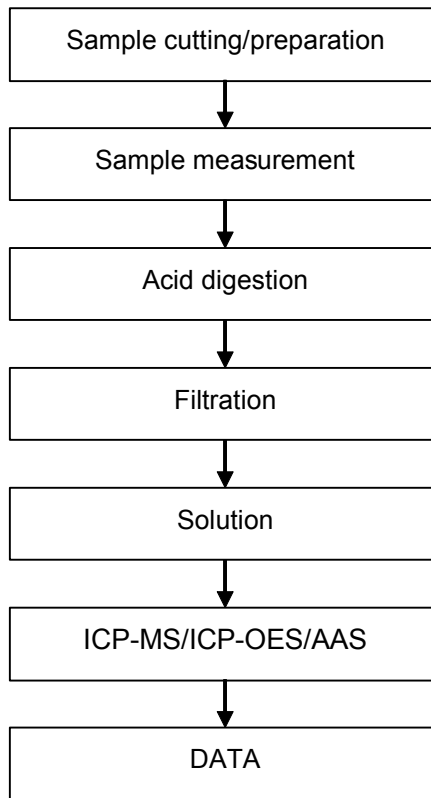 Sample cutting/preparation
Sample measurement
Acid digestion
Filtration
Solution
ICP-MS/ICP-OES/AAS
DATA